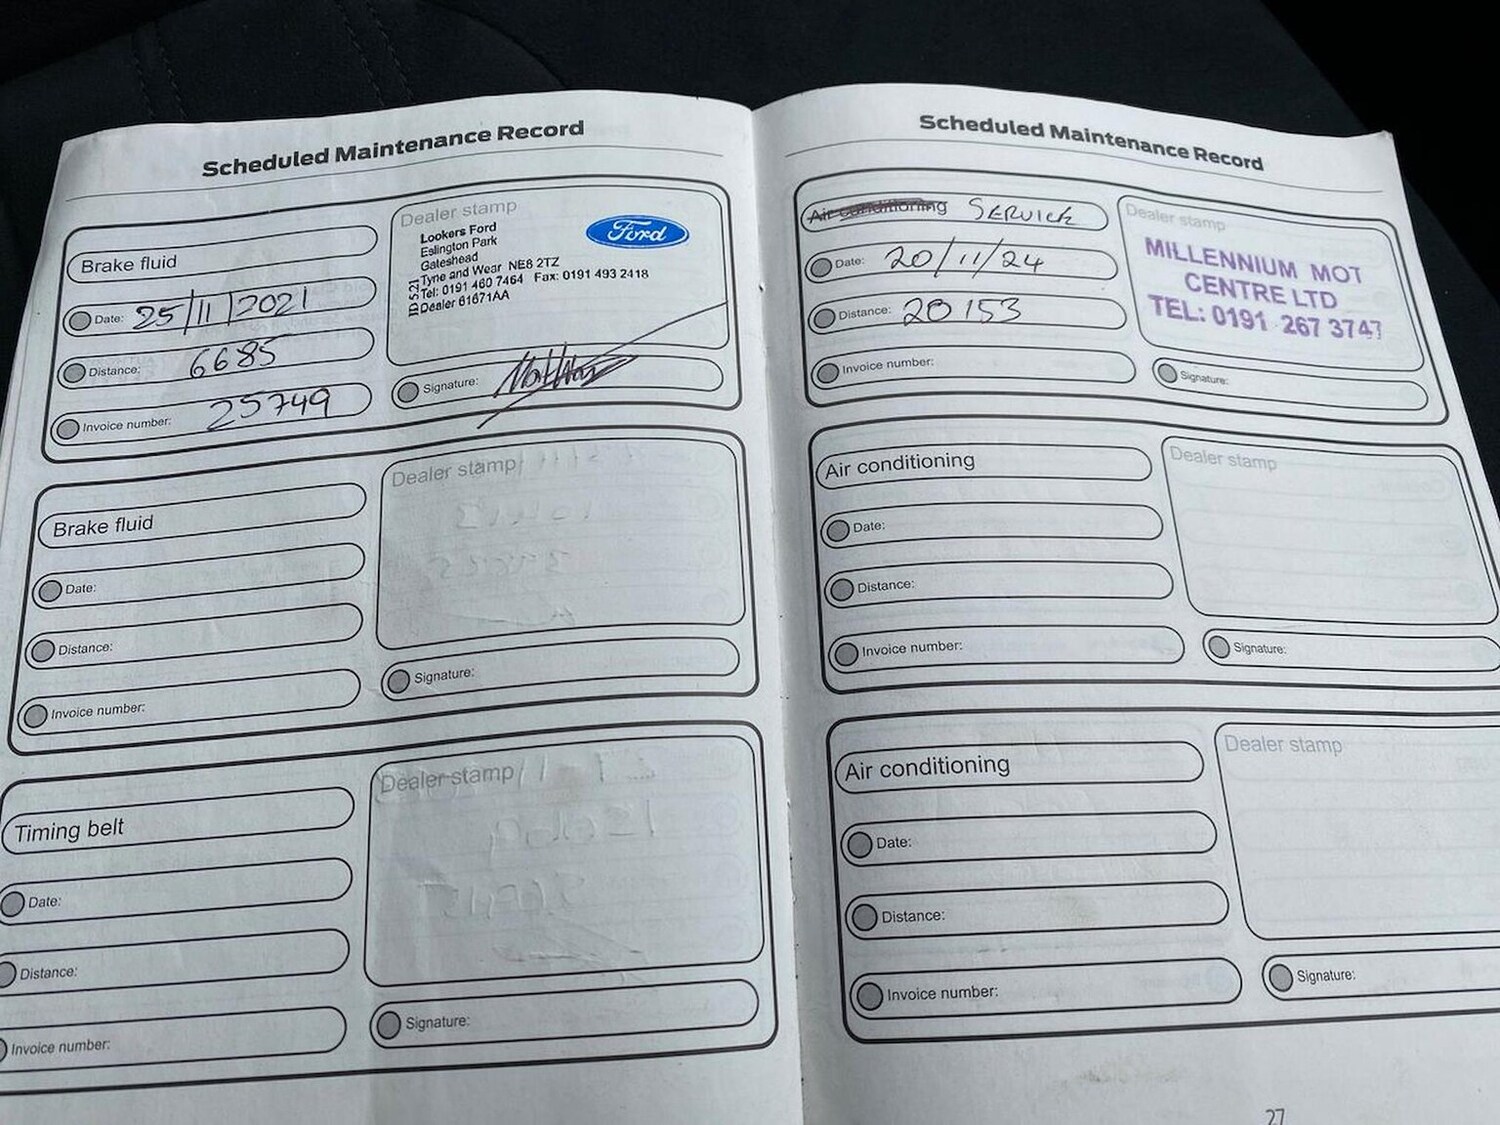 Scheduled Maintenance Record
Brake fluid
Date: 25/11/2021
Distance: 6685
Invoice number: 25749
Dealer stamp
Lookers Ford
Eslington Park
Gateshead
Tyne and Wear NE8 2TZ
Tel: 0191 460 7464 Fax: 0191 493 2418
Dealer 61671AA
Ford
Signature:
Brake fluid
Date:
Distance:
Invoice number:
Dealer stamp
Signature:
Timing belt
Date:
Distance:
Invoice number:
Dealer stamp
Signature:
Scheduled Maintenance Record
Air conditioning SERVICE
Date: 20/11/24
Distance: 20153
Invoice number:
Dealer stamp
MILLENNIUM MOT
CENTRE LTD
TEL: 0191 267 3747
Signature:
Air conditioning
Date:
Distance:
Invoice number:
Dealer stamp
Signature:
Air conditioning
Date:
Distance:
Invoice number:
Dealer stamp
Signature:
27